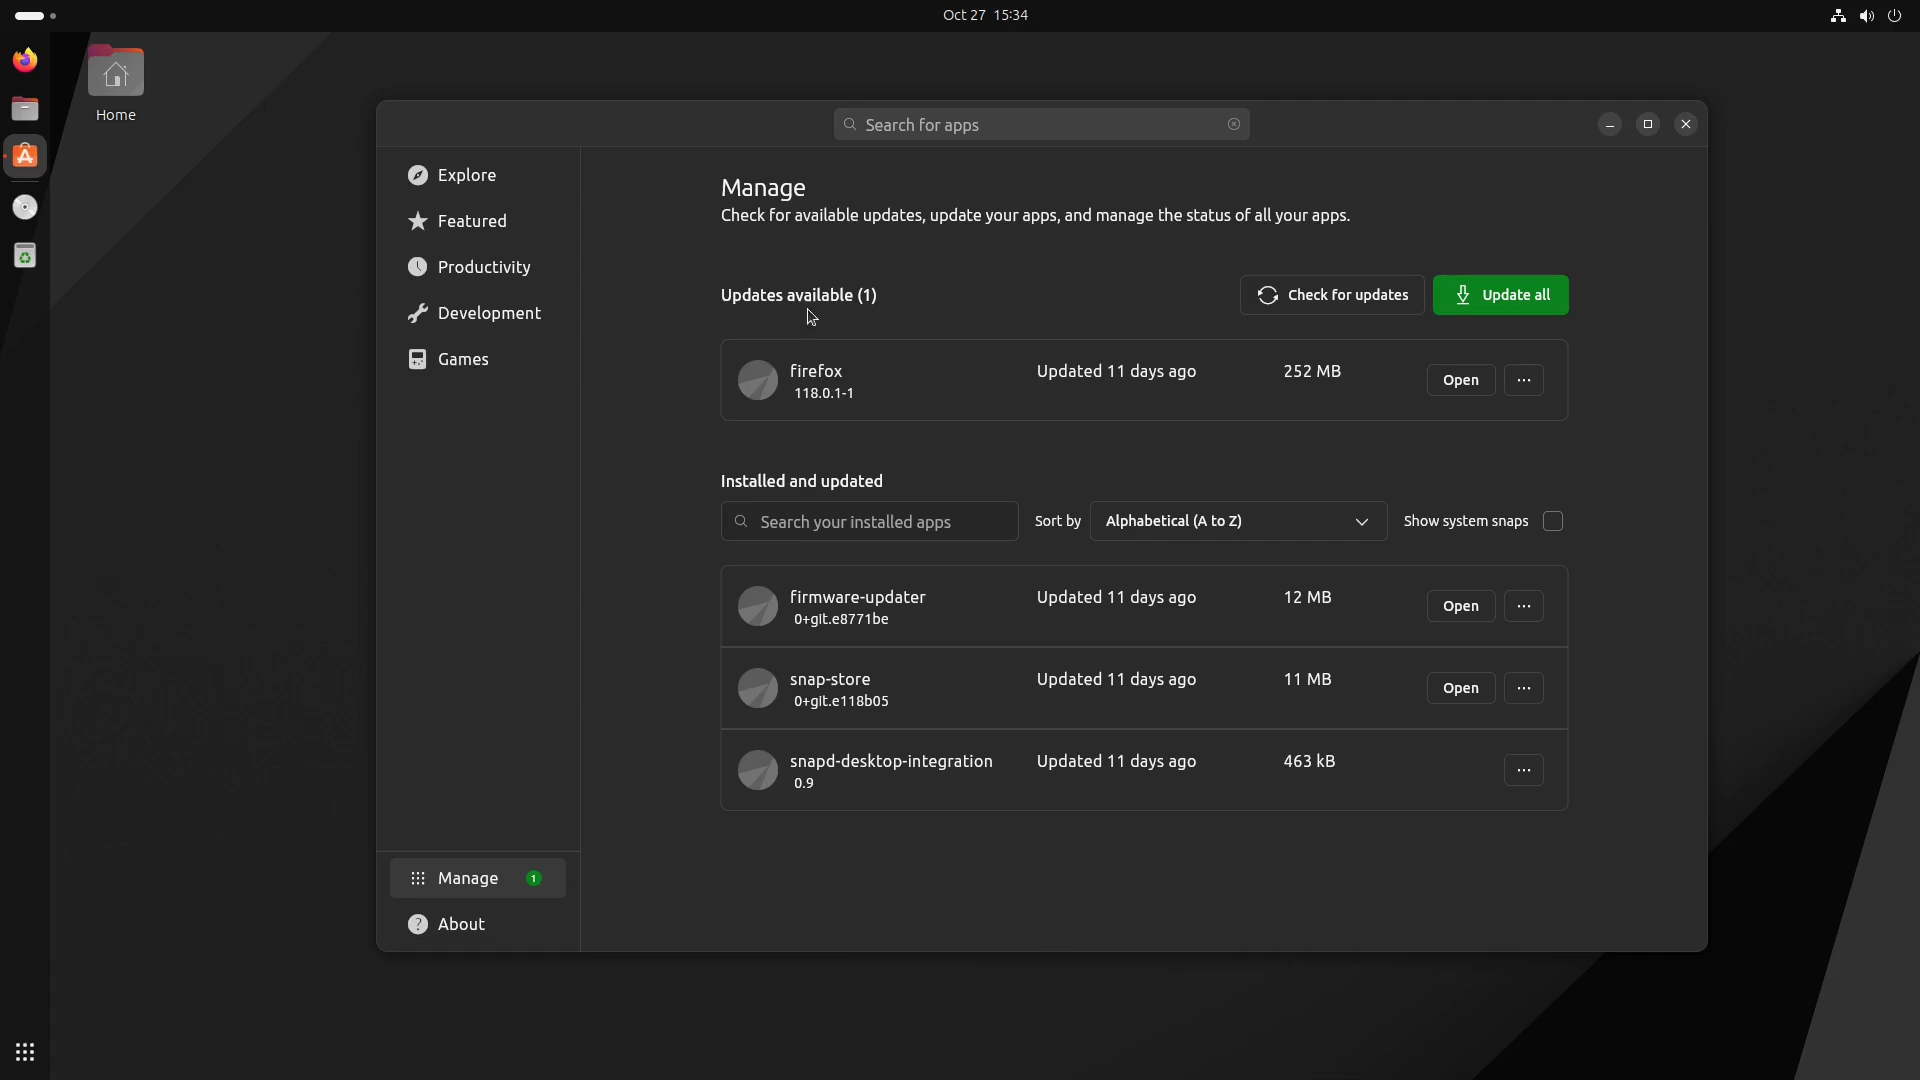 Oct 27 15:34
Home
Search for apps
Explore
Featured
Productivity
Development
Games
Manage 1
About
Manage
Check for available updates, update your apps, and manage the status of all your apps.
Updates available (1)
Check for updates
Update all
firefox Updated 11 days ago 252 MB Open
118.0.1-1
Installed and updated
Search your installed apps Sort by Alphabetical (A to Z) Show system snaps
firmware-updater Updated 11 days ago 12 MB Open
0+git.e8771be
snap-store Updated 11 days ago 11 MB Open
0+git.e118b05
snapd-desktop-integration Updated 11 days ago 463 kB
0.9